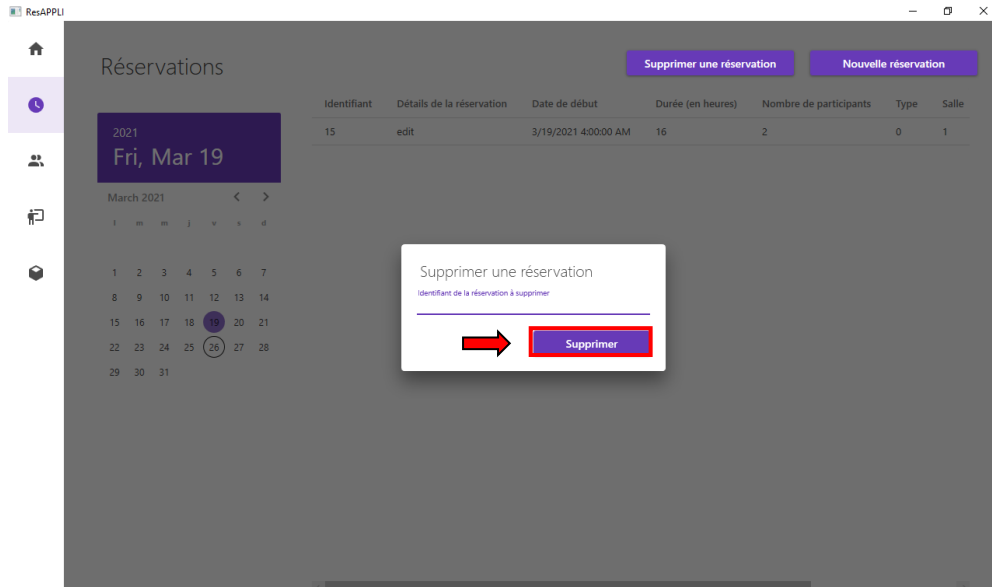 ResAPPLI
Réservations
Supprimer une réservation
Nouvelle réservation
Identifiant Détails de la réservation Date de début Durée (en heures) Nombre de participants Type Salle
15 edit 3/19/2021 4:00:00 AM 16 2 0 1
2021
Fri, Mar 19
March 2021
l m m j v s d
1 2 3 4 5 6 7
8 9 10 11 12 13 14
15 16 17 18 19 20 21
22 23 24 25 26 27 28
29 30 31
Supprimer une réservation
Identifiant de la réservation à supprimer
Supprimer